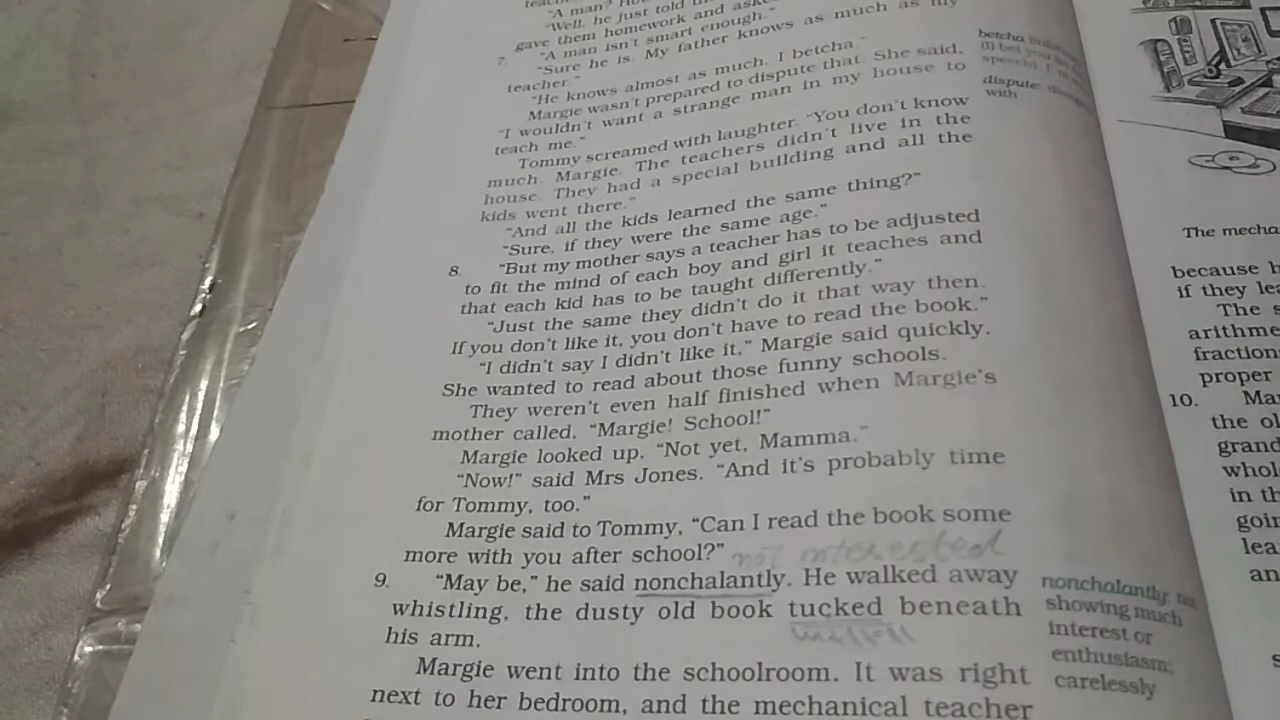 "A man?
"Well, he just told
gave them homework and
7. "A man isn't smart enough."
"Sure he is. My father knows as much as my
teacher."
"He knows almost as much, I betcha."
Margie wasn't prepared to dispute that. She said,
"I wouldn't want a strange man in my house to
teach me."
Tommy screamed with laughter. "You don't know
much, Margie. The teachers didn't live in the
house. They had a special building and all the
kids went there."
"And all the kids learned the same thing?"
"Sure, if they were the same age."
8. "But my mother says a teacher has to be adjusted
to fit the mind of each boy and girl it teaches and
that each kid has to be taught differently."
"Just the same they didn't do it that way then.
If you don't like it, you don't have to read the book."
"I didn't say I didn't like it," Margie said quickly.
She wanted to read about those funny schools.
They weren't even half finished when Margie's
mother called, "Margie! School!"
Margie looked up. "Not yet, Mamma."
"Now!" said Mrs Jones. "And it's probably time
for Tommy, too."
Margie said to Tommy, "Can I read the book some
more with you after school?"
not interested
9. "May be," he said nonchalantly. He walked away
whistling, the dusty old book tucked beneath
his arm.
Margie went into the schoolroom. It was right
next to her bedroom, and the mechanical teacher
betcha
(I) bet you
dispute:
with
nonchalantly:
showing much
interest or
enthusiasm;
carelessly
The mecha
because
if they
The
arithme
fraction
proper
10. Ma
the ol
grand
whol
in th
goin
lea
an